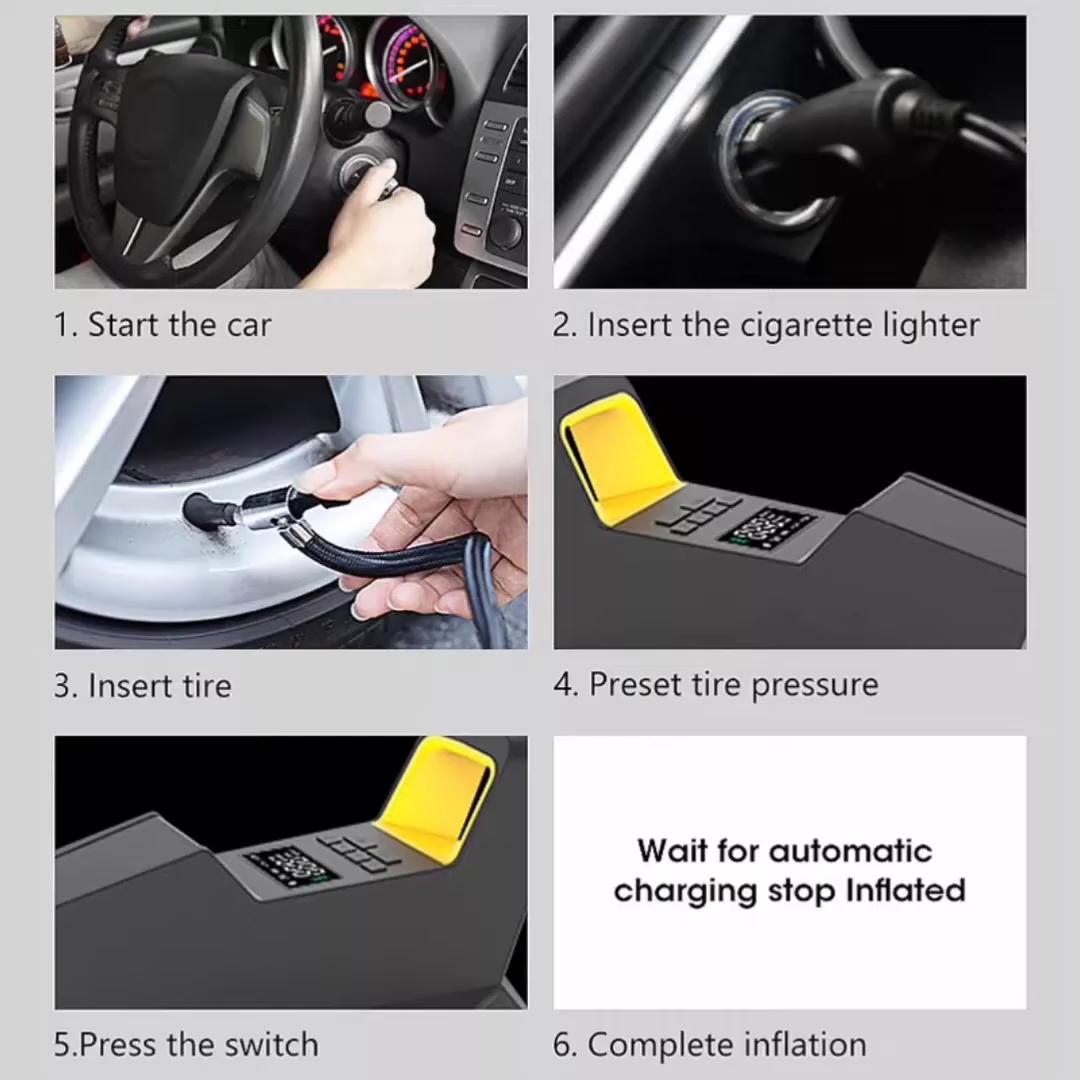 1. Start the car
2. Insert the cigarette lighter
3. Insert tire
4. Preset tire pressure
Wait for automatic
charging stop Inflated
5.Press the switch
6. Complete inflation